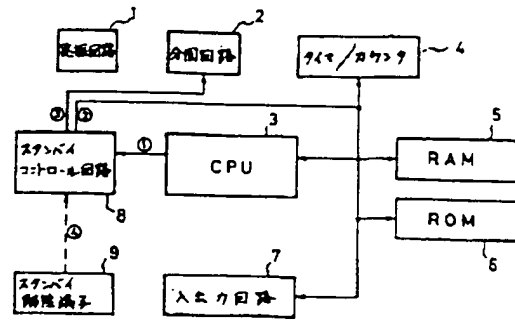 1
2
発振回路
分周回路
タイマ/カウンタ
4
②
③
3
5
スタンバイ
コントロール回路
①
CPU
RAM
8
ROM
④
6
9
7
スタンバイ
解除端子
入出力回路